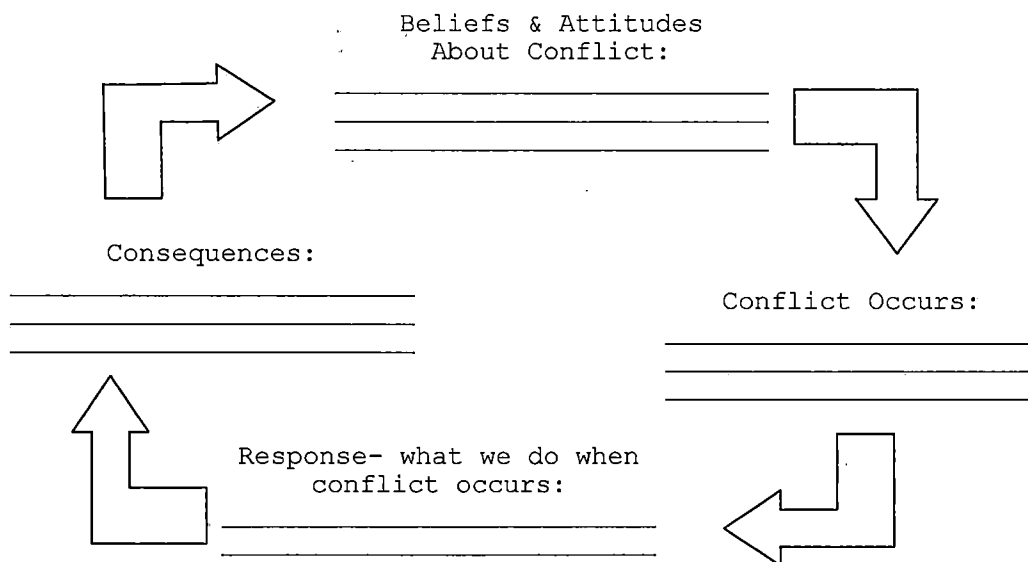 Beliefs & Attitudes
About Conflict:
Conflict Occurs:
Response- what we do when
conflict occurs:
Consequences: